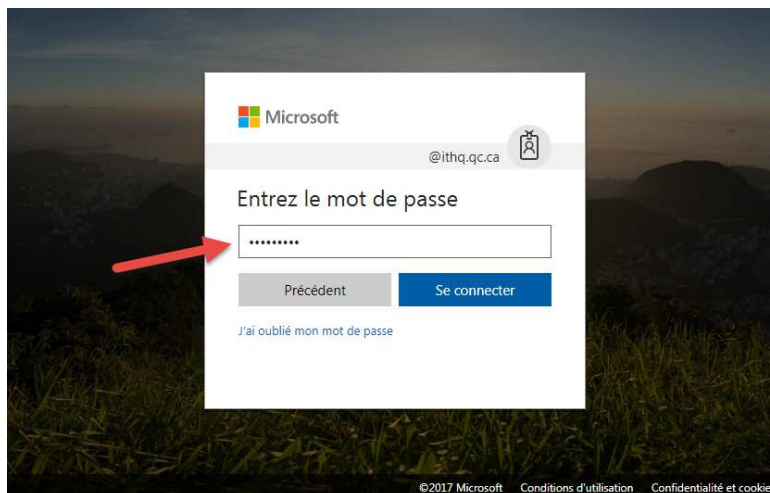 Microsoft
@ithq.qc.ca
Entrez le mot de passe
•••••••••
Précédent
Se connecter
J'ai oublié mon mot de passe
©2017 Microsoft Conditions d'utilisation Confidentialité et cookie